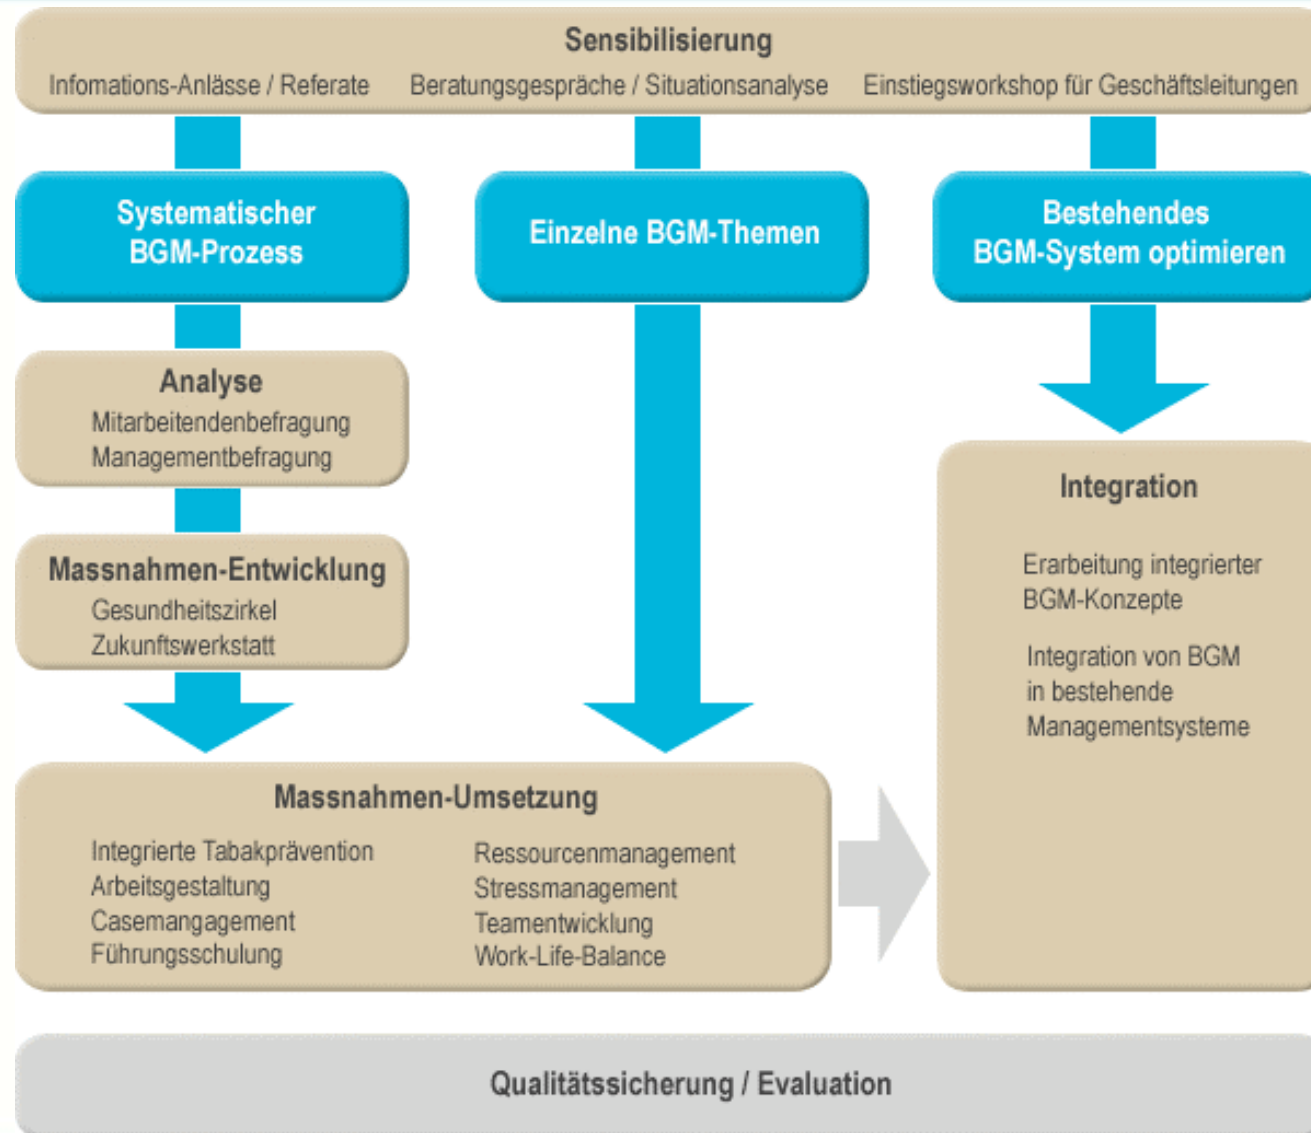 Sensibilisierung
Infomations-Anlässe / Referate
Beratungsgespräche / Situationsanalyse
Einstiegsworkshop für Geschäftsleitungen
Systematischer
BGM-Prozess
Einzelne BGM-Themen
Bestehendes
BGM-System optimieren
Analyse
Mitarbeitendenbefragung
Managementbefragung
Massnahmen-Entwicklung
Gesundheitszirkel
Zukunftswerkstatt
Massnahmen-Umsetzung
Integrierte Tabakprävention
Arbeitsgestaltung
Casemangagement
Führungsschulung
Ressourcenmanagement
Stressmanagement
Teamentwicklung
Work-Life-Balance
Integration
Erarbeitung integrierter
BGM-Konzepte
Integration von BGM
in bestehende
Managementsysteme
Qualitätssicherung / Evaluation